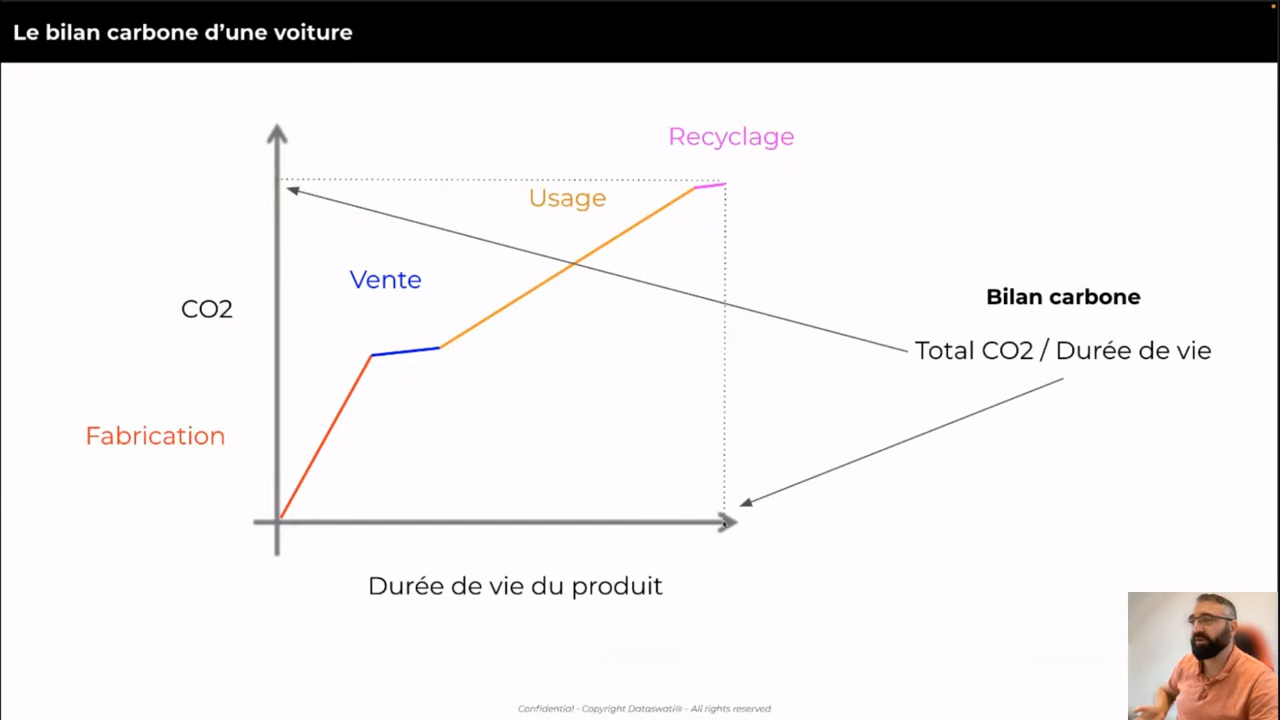 Le bilan carbone d'une voiture
Recyclage
Usage
Vente
CO2
Bilan carbone
Total CO2 / Durée de vie
Fabrication
Durée de vie du produit
Confidential - Copyright Dataswati® - All rights reserved